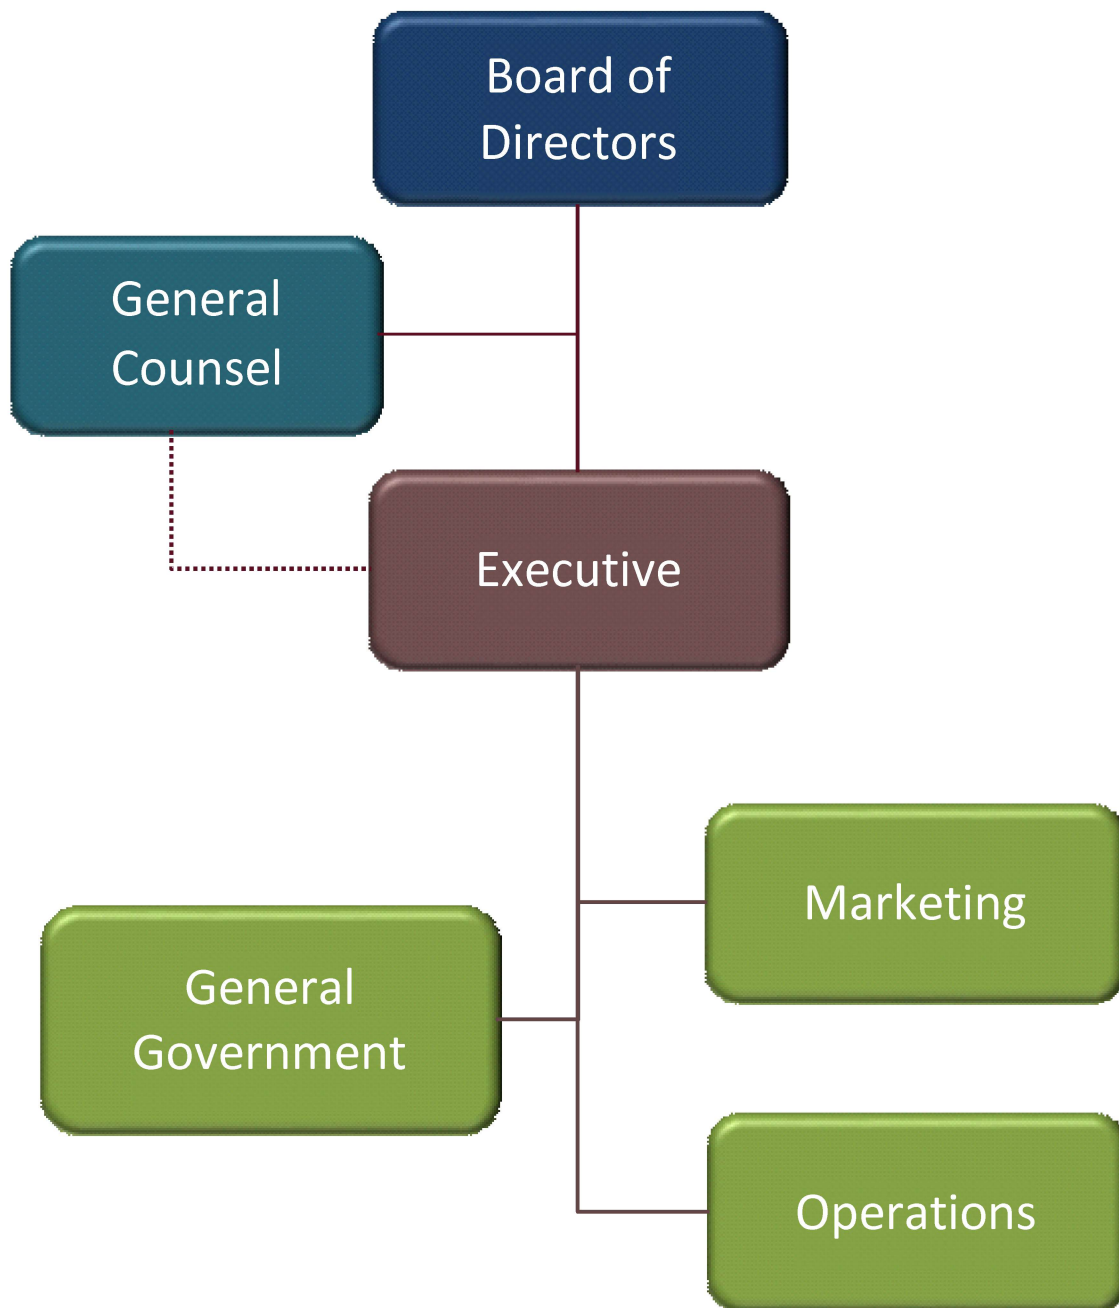 Board of
Directors
General
Counsel
Executive
Marketing
General
Government
Operations